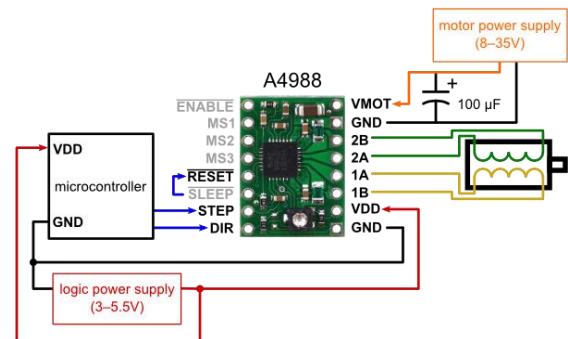 motor power supply
(8–35V)
A4988
ENABLE
MS1
MS2
MS3
RESET
SLEEP
STEP
DIR
VMOT
GND
2B
2A
1A
1B
VDD
GND
+
100 µF
VDD
microcontroller
GND
logic power supply
(3–5.5V)